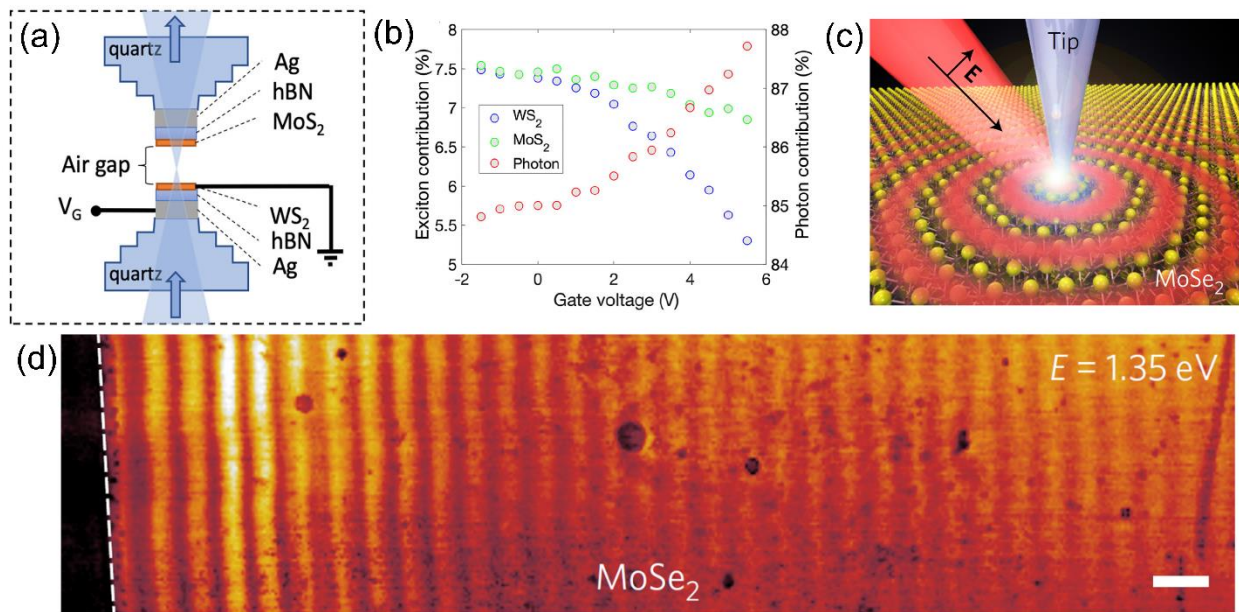 (a)
quartz
Ag
hBN
MoS₂
Air gap
V_G
WS₂
hBN
Ag
quartz
(b)
Exciton contribution (%)
8
7.5
7
6.5
6
5.5
5
WS₂
MoS₂
Photon
88
87
86
85
84
Photon contribution (%)
-2 0 2 4 6
Gate voltage (V)
(c)
E
Tip
MoSe₂
(d)
E = 1.35 eV
MoSe₂